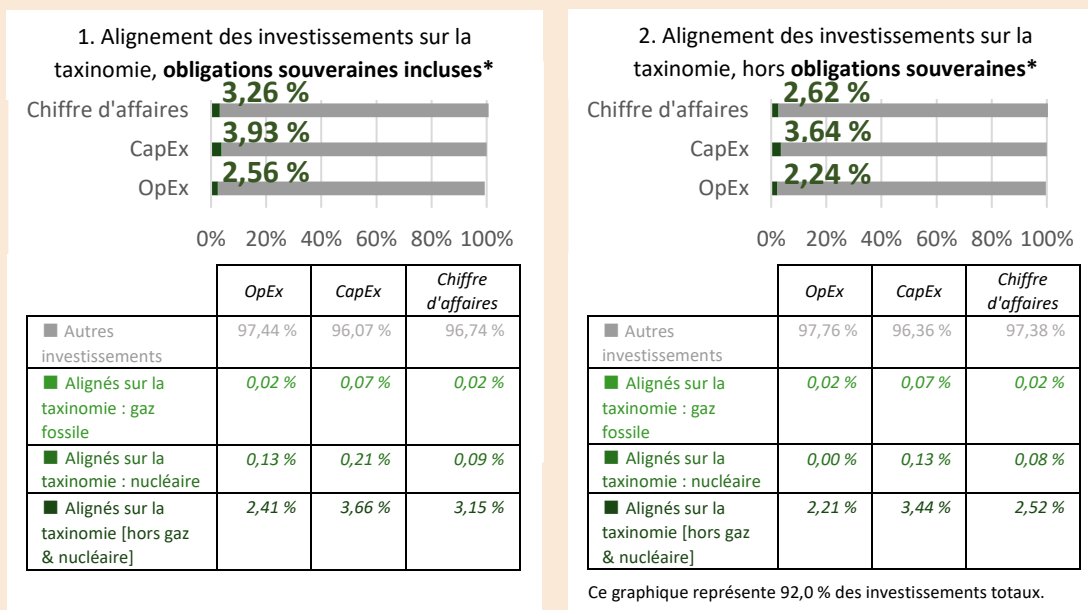 1. Alignement des investissements sur la
taxinomie, obligations souveraines incluses*
Chiffre d'affaires 3,26 %
CapEx 3,93 %
OpEx 2,56 %
0% 20% 40% 60% 80% 100%
OpEx CapEx Chiffre
d'affaires
Autres 97,44 % 96,07 % 96,74 %
investissements
Alignés sur la 0,02 % 0,07 % 0,02 %
taxinomie : gaz
fossile
Alignés sur la 0,13 % 0,21 % 0,09 %
taxinomie : nucléaire
Alignés sur la 2,41 % 3,66 % 3,15 %
taxinomie [hors gaz
& nucléaire]
2. Alignement des investissements sur la
taxinomie, hors obligations souveraines*
Chiffre d'affaires 2,62 %
CapEx 3,64 %
OpEx 2,24 %
0% 20% 40% 60% 80% 100%
OpEx CapEx Chiffre
d'affaires
Autres 97,76 % 96,36 % 97,38 %
investissements
Alignés sur la 0,02 % 0,07 % 0,02 %
taxinomie : gaz
fossile
Alignés sur la 0,00 % 0,13 % 0,08 %
taxinomie : nucléaire
Alignés sur la 2,21 % 3,44 % 2,52 %
taxinomie [hors gaz
& nucléaire]
Ce graphique représente 92,0 % des investissements totaux.